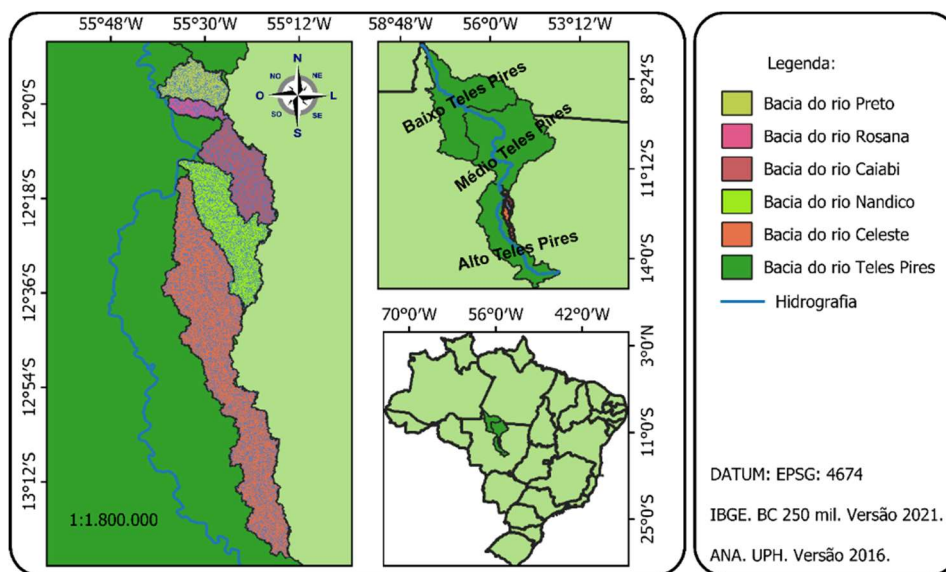 55°48'W 55°30'W 55°12'W
12°0'S
12°18'S
12°36'S
12°54'S
13°12'S
N
NE
L
SE
S
SO
O
NO
1:1.800.000
58°48'W 56°0'W 53°12'W
8°24'S
11°12'S
14°0'S
Baixo Teles Pires
Médio Teles Pires
Alto Teles Pires
70°0'W 56°0'W 42°0'W
3°0'N
11°0'S
25°0'S
Legenda:
Bacia do rio Preto
Bacia do rio Rosana
Bacia do rio Caiabi
Bacia do rio Nandico
Bacia do rio Celeste
Bacia do rio Teles Pires
Hidrografia
DATUM: EPSG: 4674
IBGE. BC 250 mil. Versão 2021.
ANA. UPH. Versão 2016.